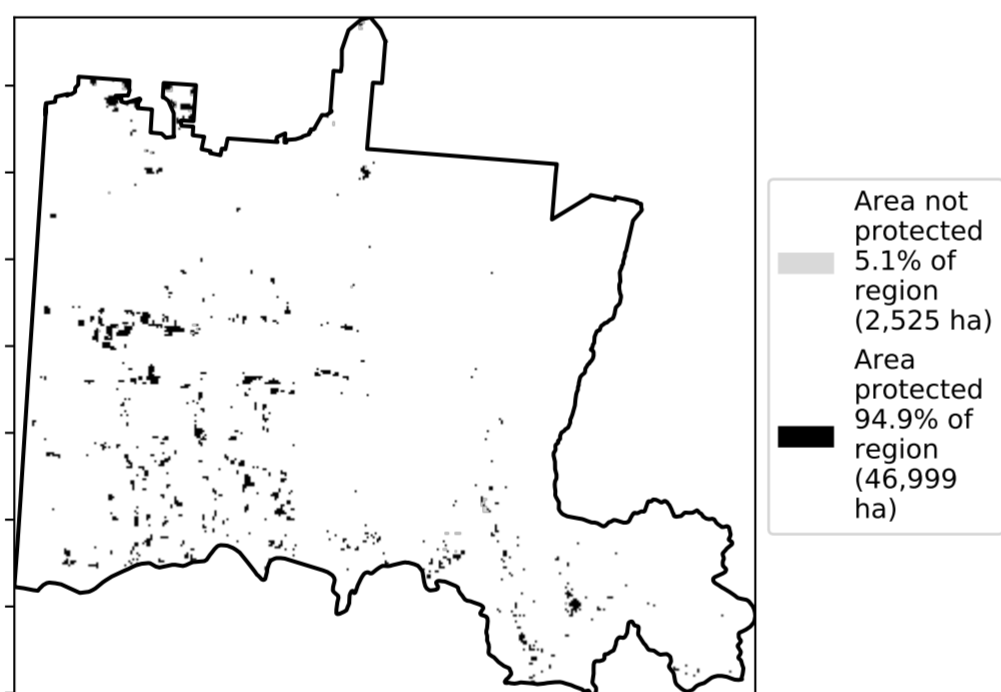 Area not
protected
5.1% of
region
(2,525 ha)
Area
protected
94.9% of
region
(46,999
ha)